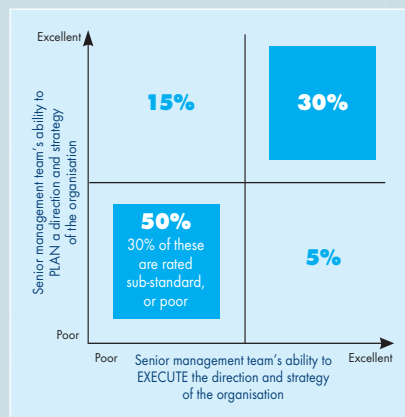 Excellent
Senior management team's ability to
PLAN a direction and strategy
of the organisation
15%
30%
50%
30% of these
are rated
sub-standard,
or poor
5%
Poor
Poor
Senior management team's ability to
EXECUTE the direction and strategy
of the organisation
Excellent